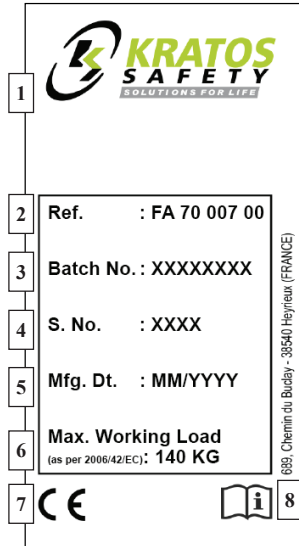 KRATOS
SAFETY
SOLUTIONS FOR LIFE
1
2 Ref. : FA 70 007 00
3 Batch No. : XXXXXXXX
4 S. No. : XXXX
5 Mfg. Dt. : MM/YYYY
6 Max. Working Load
(as per 2006/42/EC): 140 KG
7 CE i 8
689, Chemin du Buclay - 38540 Heyrieux (FRANCE)